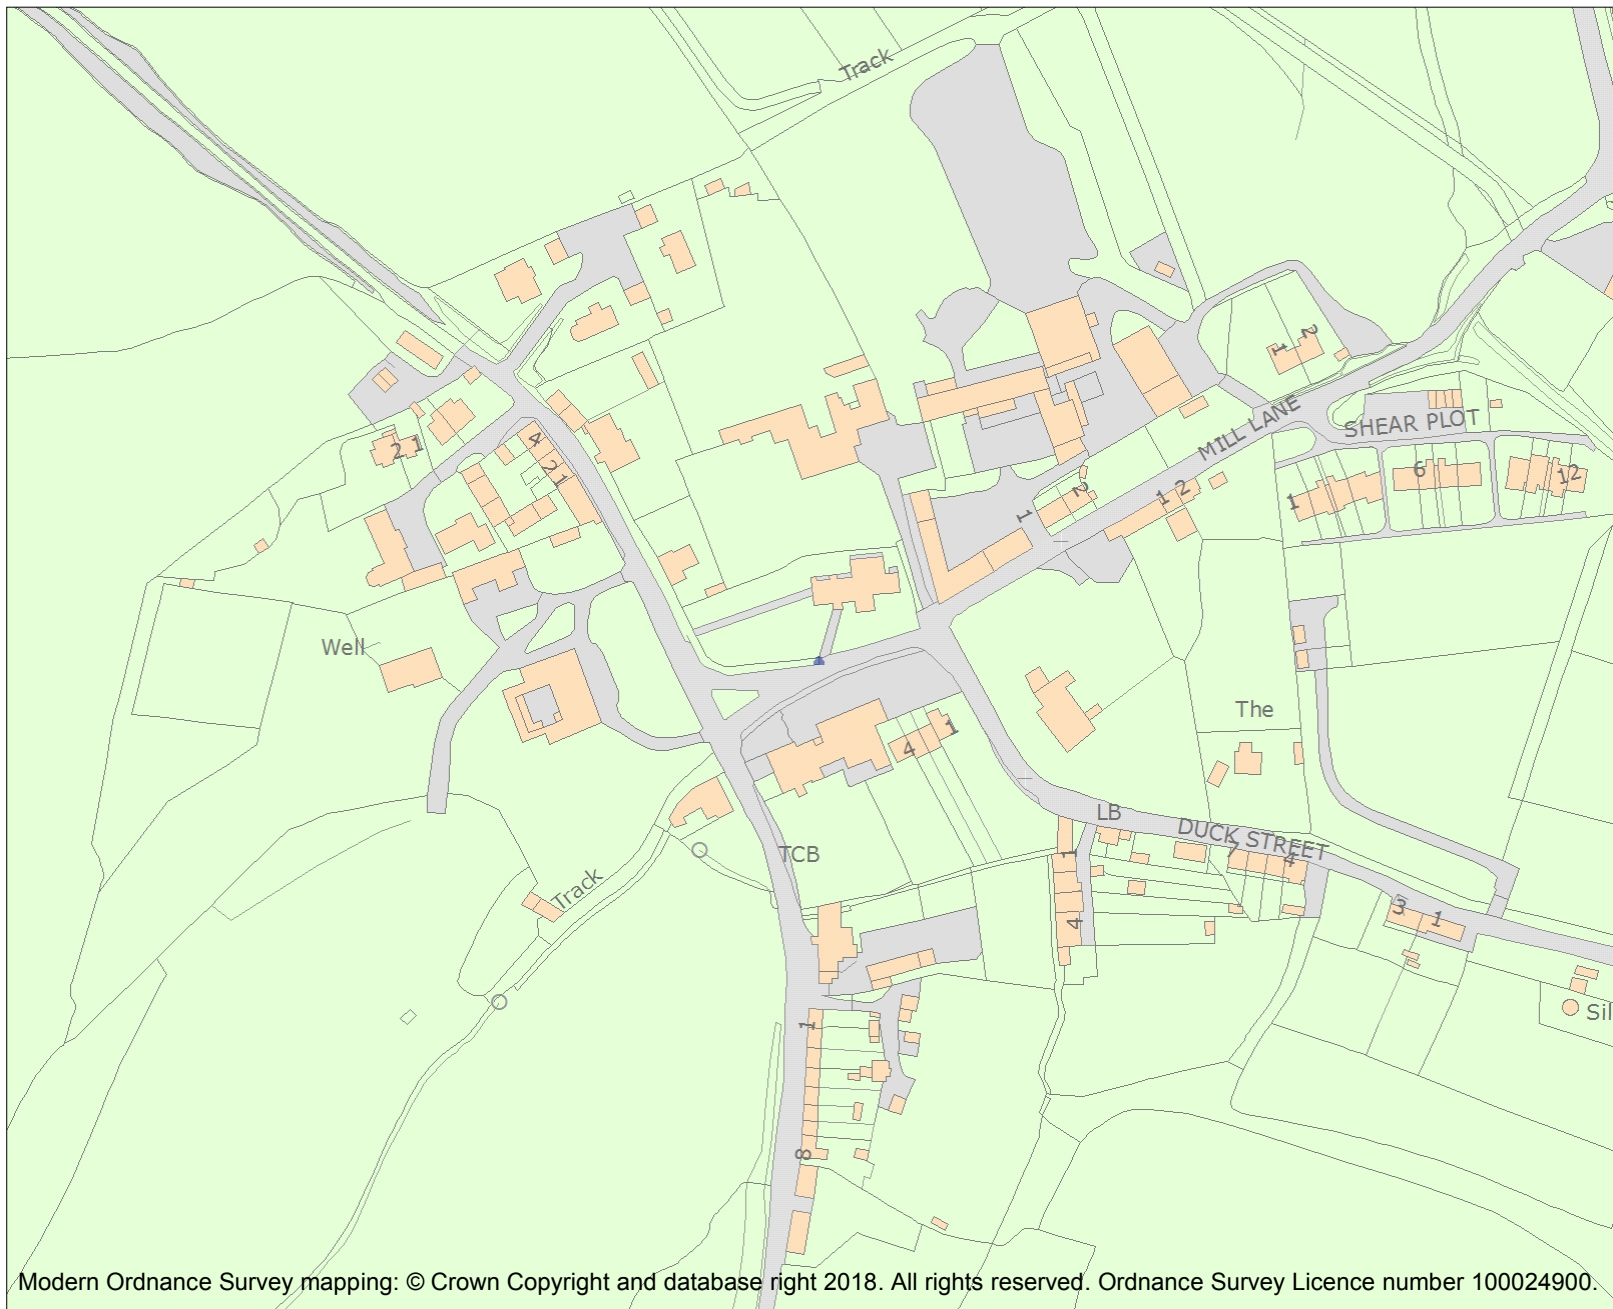 Track
2
1
MILL LANE
SHEAR PLOT
4
2 1
2 1
6
12
2
1
1 2
1
Well
The
4
1
LB
DUCK STREET
TCB
1
7
4
Track
4
3
1
1
Sil
8
Modern Ordnance Survey mapping: © Crown Copyright and database right 2018. All rights reserved. Ordnance Survey Licence number 100024900.